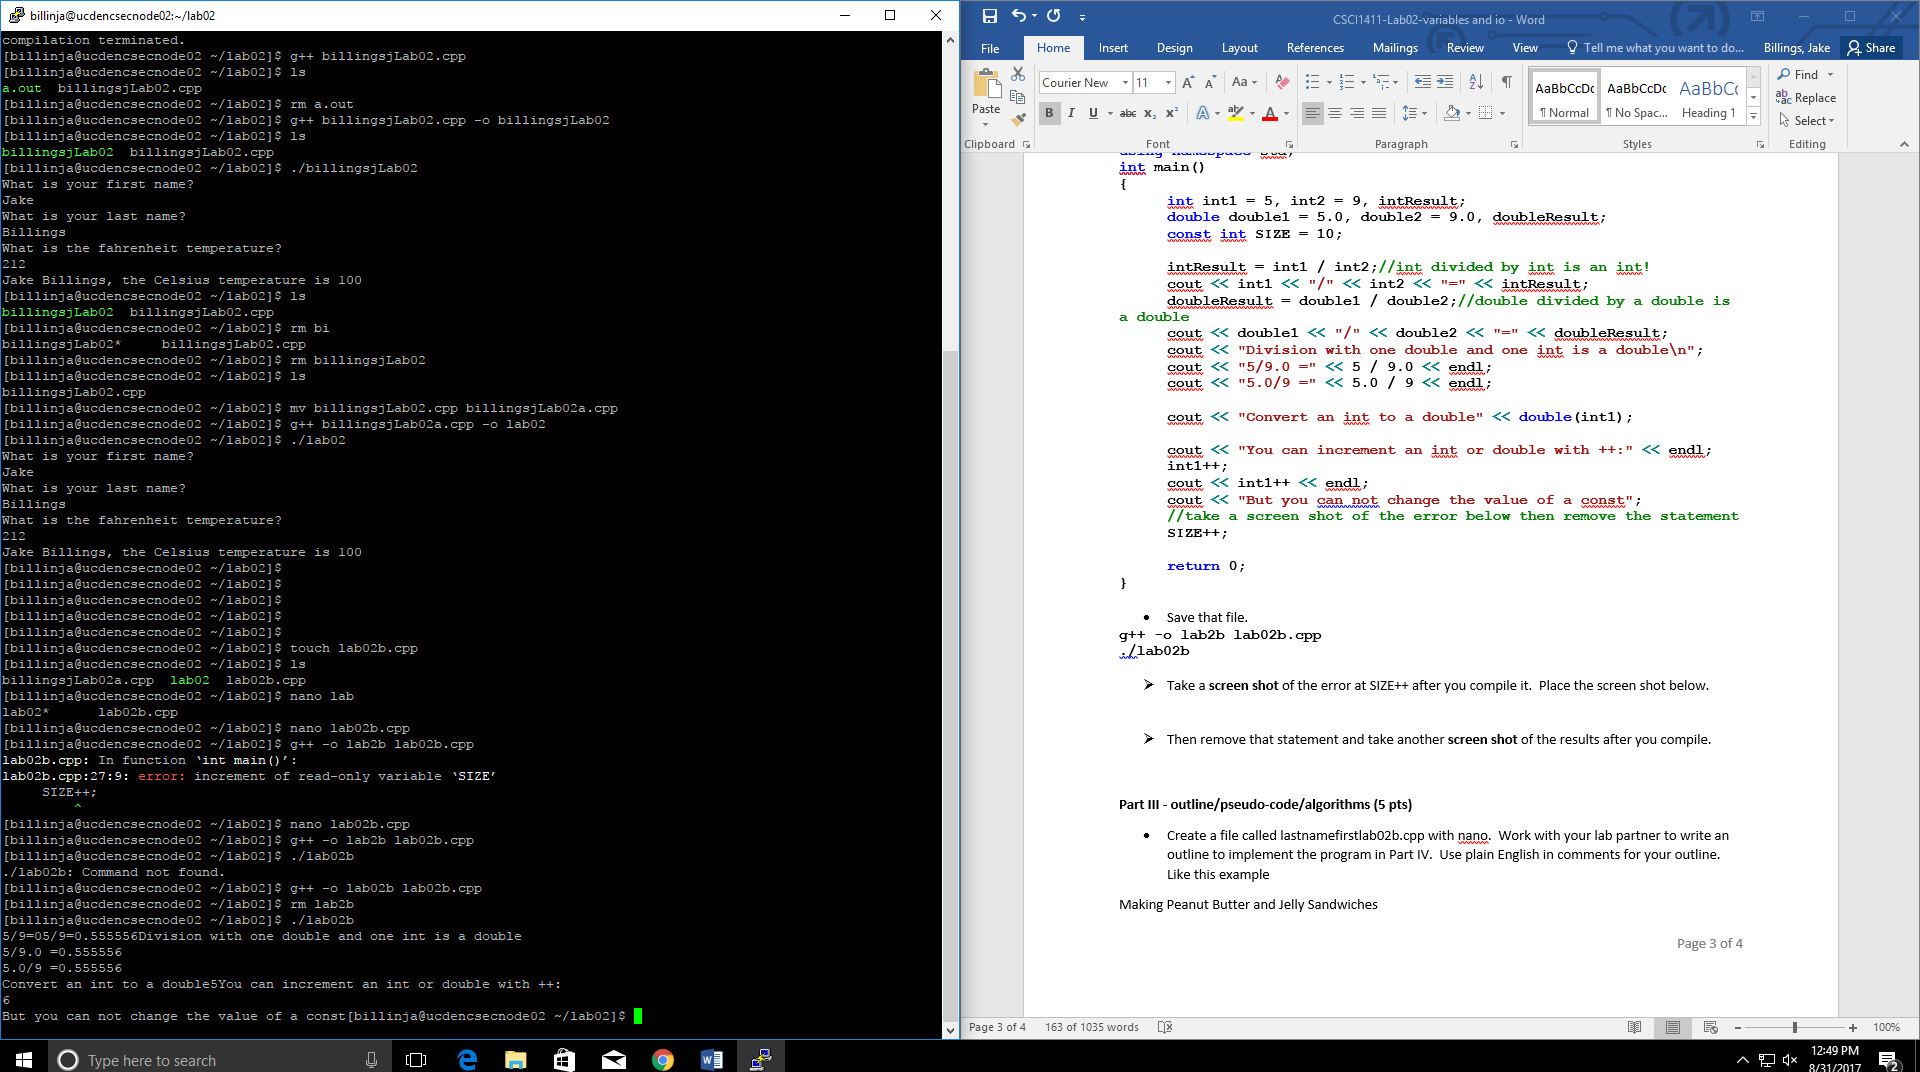 billinja@ucdencsecnode02:~/lab02
compilation terminated.
[billinja@ucdencsecnode02 ~/lab02]$ g++ billingsjLab02.cpp
[billinja@ucdencsecnode02 ~/lab02]$ ls
a.out  billingsjLab02.cpp
[billinja@ucdencsecnode02 ~/lab02]$ rm a.out
[billinja@ucdencsecnode02 ~/lab02]$ g++ billingsjLab02.cpp -o billingsjLab02
[billinja@ucdencsecnode02 ~/lab02]$ ls
billingsjLab02  billingsjLab02.cpp
[billinja@ucdencsecnode02 ~/lab02]$ ./billingsjLab02
What is your first name?
Jake
What is your last name?
Billings
What is the fahrenheit temperature?
212
Jake Billings, the Celsius temperature is 100
[billinja@ucdencsecnode02 ~/lab02]$ ls
billingsjLab02  billingsjLab02.cpp
[billinja@ucdencsecnode02 ~/lab02]$ rm bi
billingsjLab02*     billingsjLab02.cpp
[billinja@ucdencsecnode02 ~/lab02]$ rm billingsjLab02
[billinja@ucdencsecnode02 ~/lab02]$ ls
billingsjLab02.cpp
[billinja@ucdencsecnode02 ~/lab02]$ mv billingsjLab02.cpp billingsjLab02a.cpp
[billinja@ucdencsecnode02 ~/lab02]$ g++ billingsjLab02a.cpp -o lab02
[billinja@ucdencsecnode02 ~/lab02]$ ./lab02
What is your first name?
Jake
What is your last name?
Billings
What is the fahrenheit temperature?
212
Jake Billings, the Celsius temperature is 100
[billinja@ucdencsecnode02 ~/lab02]$
[billinja@ucdencsecnode02 ~/lab02]$
[billinja@ucdencsecnode02 ~/lab02]$
[billinja@ucdencsecnode02 ~/lab02]$
[billinja@ucdencsecnode02 ~/lab02]$
[billinja@ucdencsecnode02 ~/lab02]$ touch lab02b.cpp
[billinja@ucdencsecnode02 ~/lab02]$ ls
billingsjLab02a.cpp  lab02  lab02b.cpp
[billinja@ucdencsecnode02 ~/lab02]$ nano lab
lab02*      lab02b.cpp
[billinja@ucdencsecnode02 ~/lab02]$ nano lab02b.cpp
[billinja@ucdencsecnode02 ~/lab02]$ g++ -o lab2b lab02b.cpp
lab02b.cpp: In function ‘int main()’:
lab02b.cpp:27:9: error: increment of read-only variable ‘SIZE’
     SIZE++;
         ^
[billinja@ucdencsecnode02 ~/lab02]$ nano lab02b.cpp
[billinja@ucdencsecnode02 ~/lab02]$ g++ -o lab2b lab02b.cpp
[billinja@ucdencsecnode02 ~/lab02]$ ./lab02b
./lab02b: Command not found.
[billinja@ucdencsecnode02 ~/lab02]$ g++ -o lab02b lab02b.cpp
[billinja@ucdencsecnode02 ~/lab02]$ rm lab2b
[billinja@ucdencsecnode02 ~/lab02]$ ./lab02b
5/9=05/9=0.555556Division with one double and one int is a double
5/9.0 =0.555556
5.0/9 =0.555556
Convert an int to a double5You can increment an int or double with ++:
6
But you can not change the value of a const[billinja@ucdencsecnode02 ~/lab02]$
CSCI1411-Lab02-variables and io - Word
File Home Insert Design Layout References Mailings Review View Tell me what you want to do... Billings, Jake Share
Paste
Courier New 11 A A Aa
B I U abc x₂ x² A A
AaBbCcDc AaBbCcDc AaBbCc
¶ Normal ¶ No Spac... Heading 1
Find
Replace
Select
Clipboard Font Paragraph Styles Editing
using namespace std;
int main()
{
int int1 = 5, int2 = 9, intResult;
double double1 = 5.0, double2 = 9.0, doubleResult;
const int SIZE = 10;
intResult = int1 / int2;//int divided by int is an int!
cout << int1 << "/" << int2 << "=" << intResult;
doubleResult = double1 / double2;//double divided by a double is
a double
cout << double1 << "/" << double2 << "=" << doubleResult;
cout << "Division with one double and one int is a double\n";
cout << "5/9.0 =" << 5 / 9.0 << endl;
cout << "5.0/9 =" << 5.0 / 9 << endl;
cout << "Convert an int to a double" << double(int1);
cout << "You can increment an int or double with ++:" << endl;
int1++;
cout << int1++ << endl;
cout << "But you can not change the value of a const";
//take a screen shot of the error below then remove the statement
SIZE++;
return 0;
}
• Save that file.
g++ -o lab2b lab02b.cpp
./lab02b
➢ Take a screen shot of the error at SIZE++ after you compile it.  Place the screen shot below.
➢ Then remove that statement and take another screen shot of the results after you compile.
Part III - outline/pseudo-code/algorithms (5 pts)
• Create a file called lastnamefirstlab02b.cpp with nano.  Work with your lab partner to write an
outline to implement the program in Part IV.  Use plain English in comments for your outline.
Like this example
Making Peanut Butter and Jelly Sandwiches
Page 3 of 4
Page 3 of 4 163 of 1035 words 100%
Type here to search
12:49 PM
8/31/2017
2